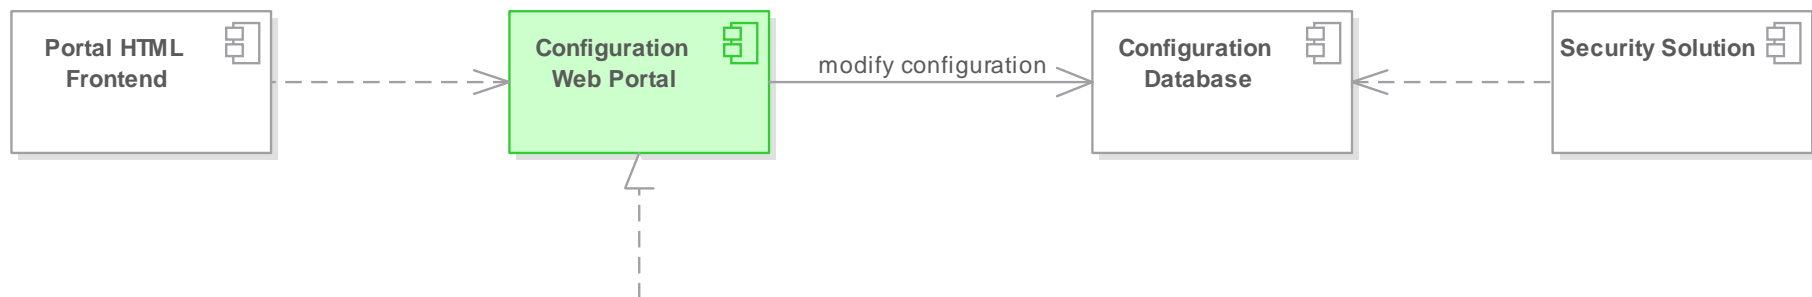 Portal HTML
Frontend
Configuration
Web Portal
modify configuration
Configuration
Database
Security Solution